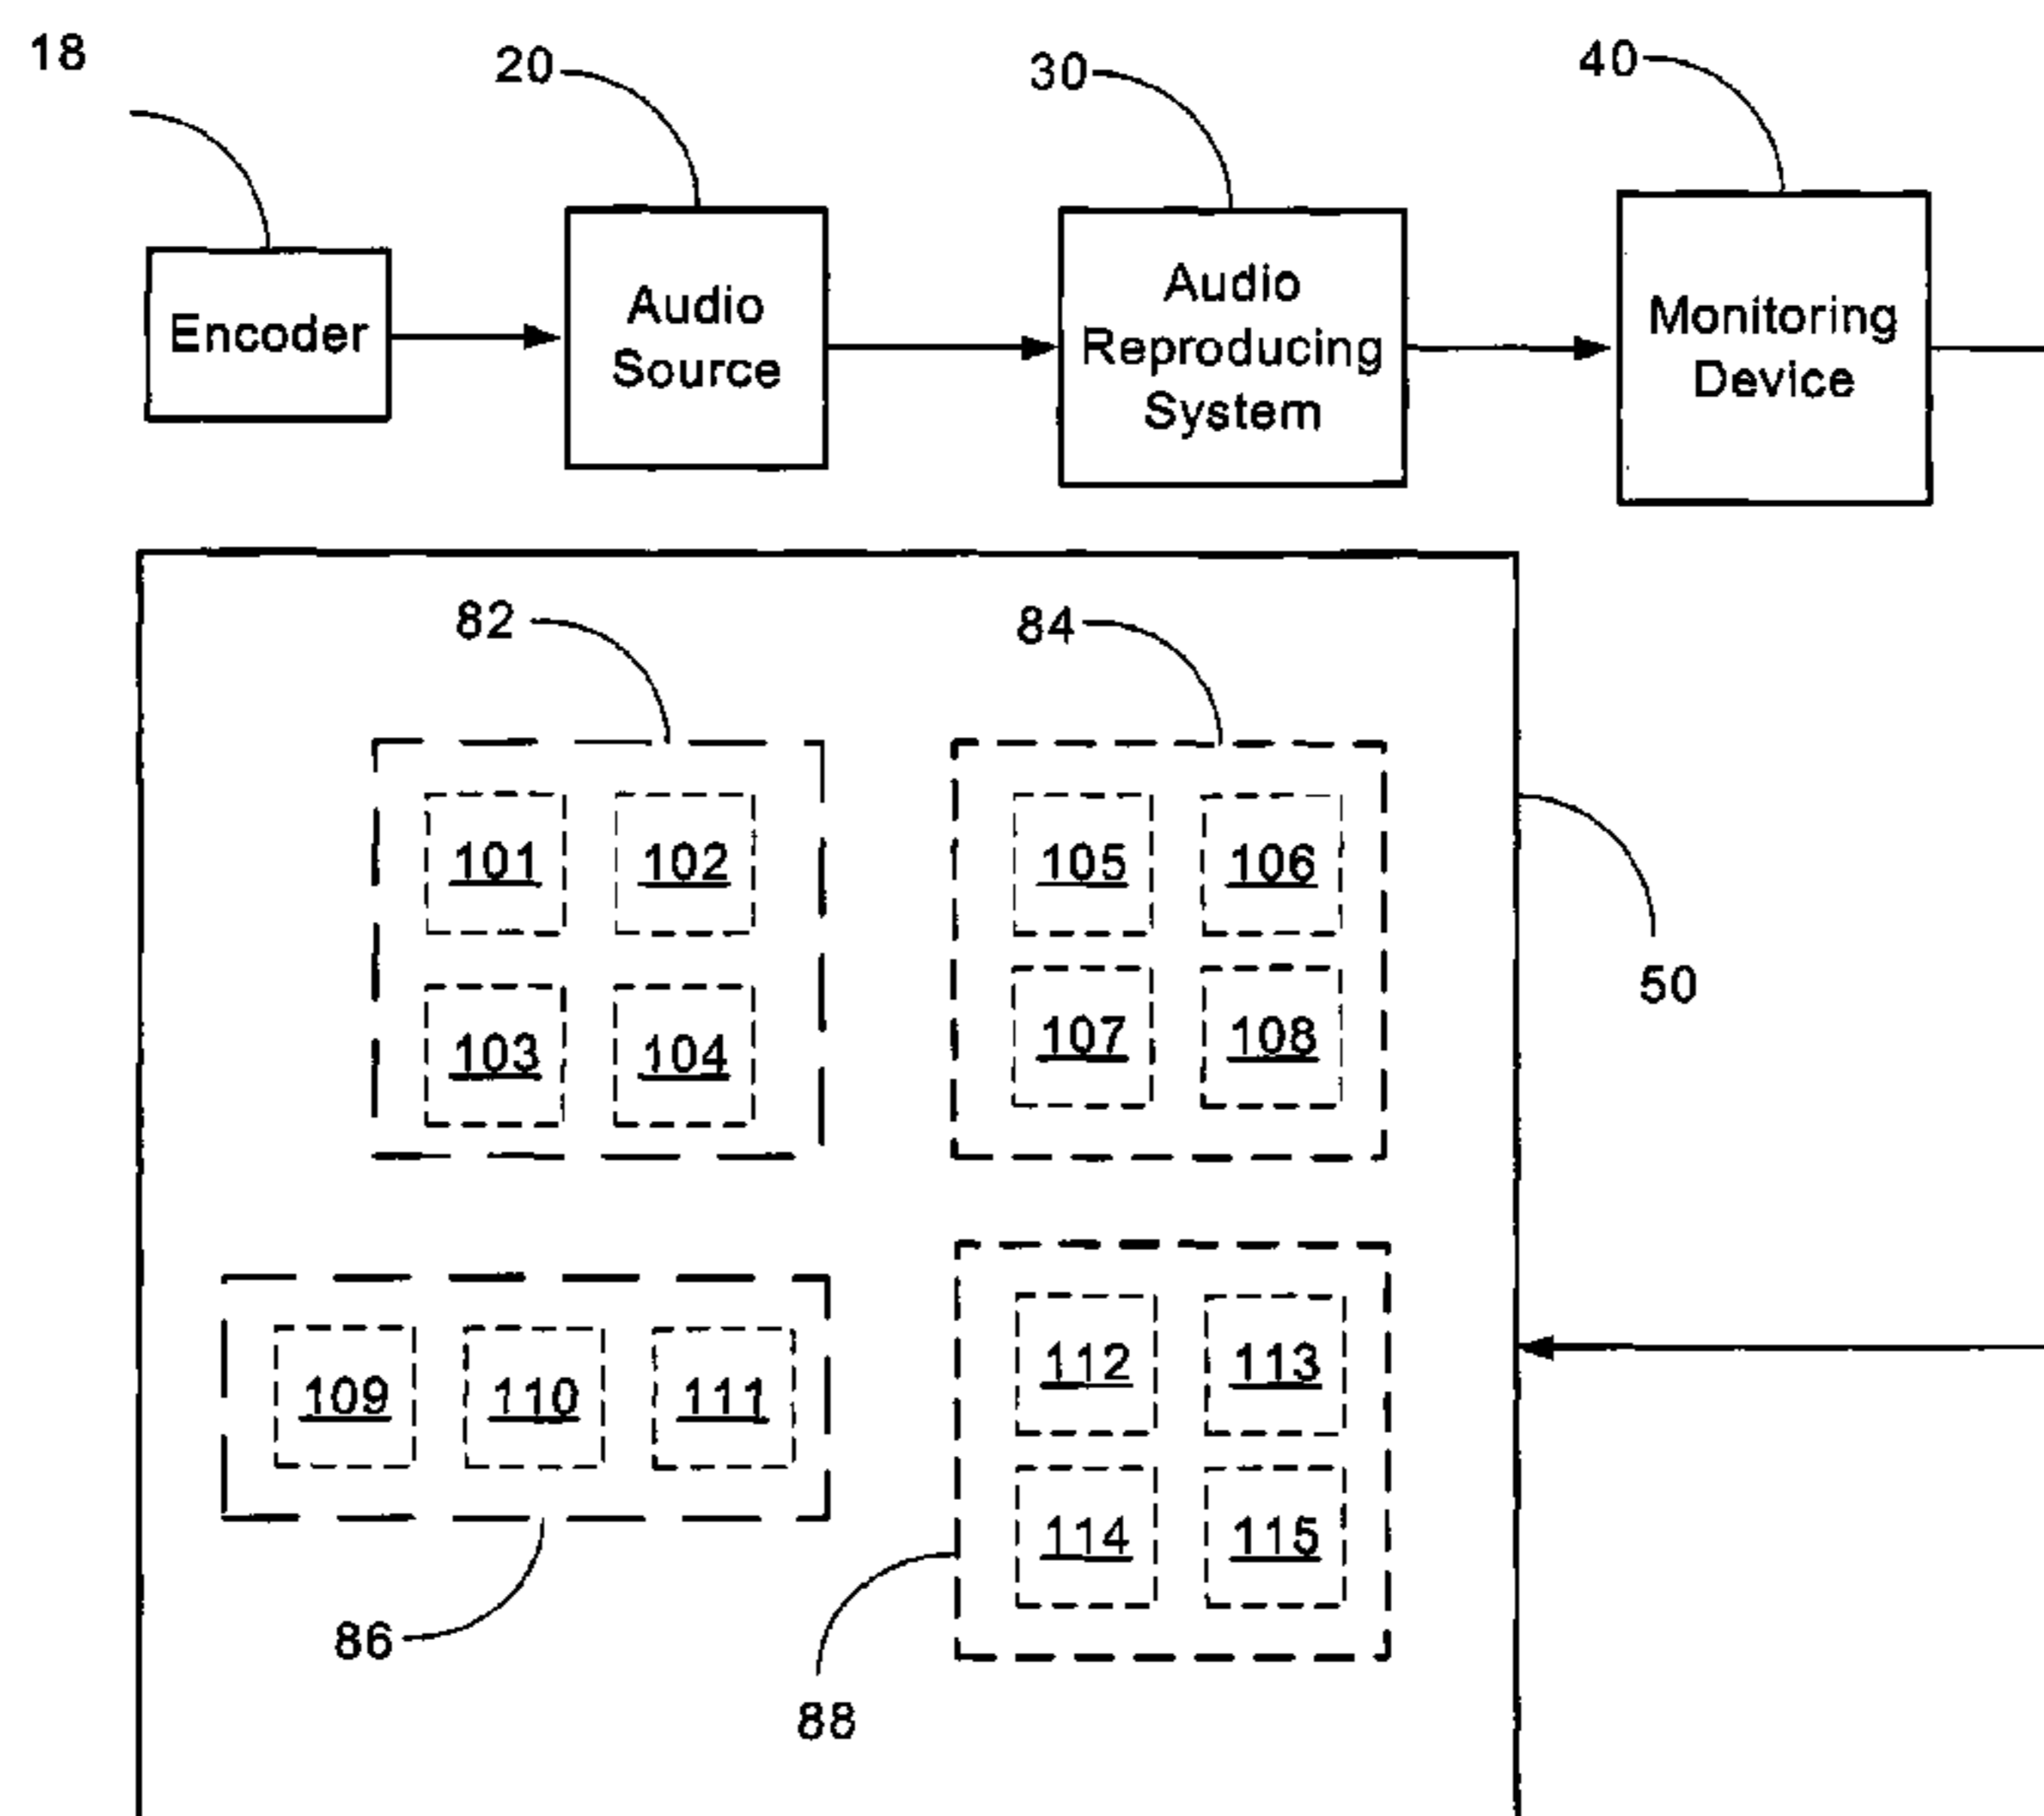 18
20
30
40
Encoder
Audio
Source
Audio
Reproducing
System
Monitoring
Device
82
84
101 102
105 106
50
103 104
107 108
109 110 111
112 113
114 115
86
88